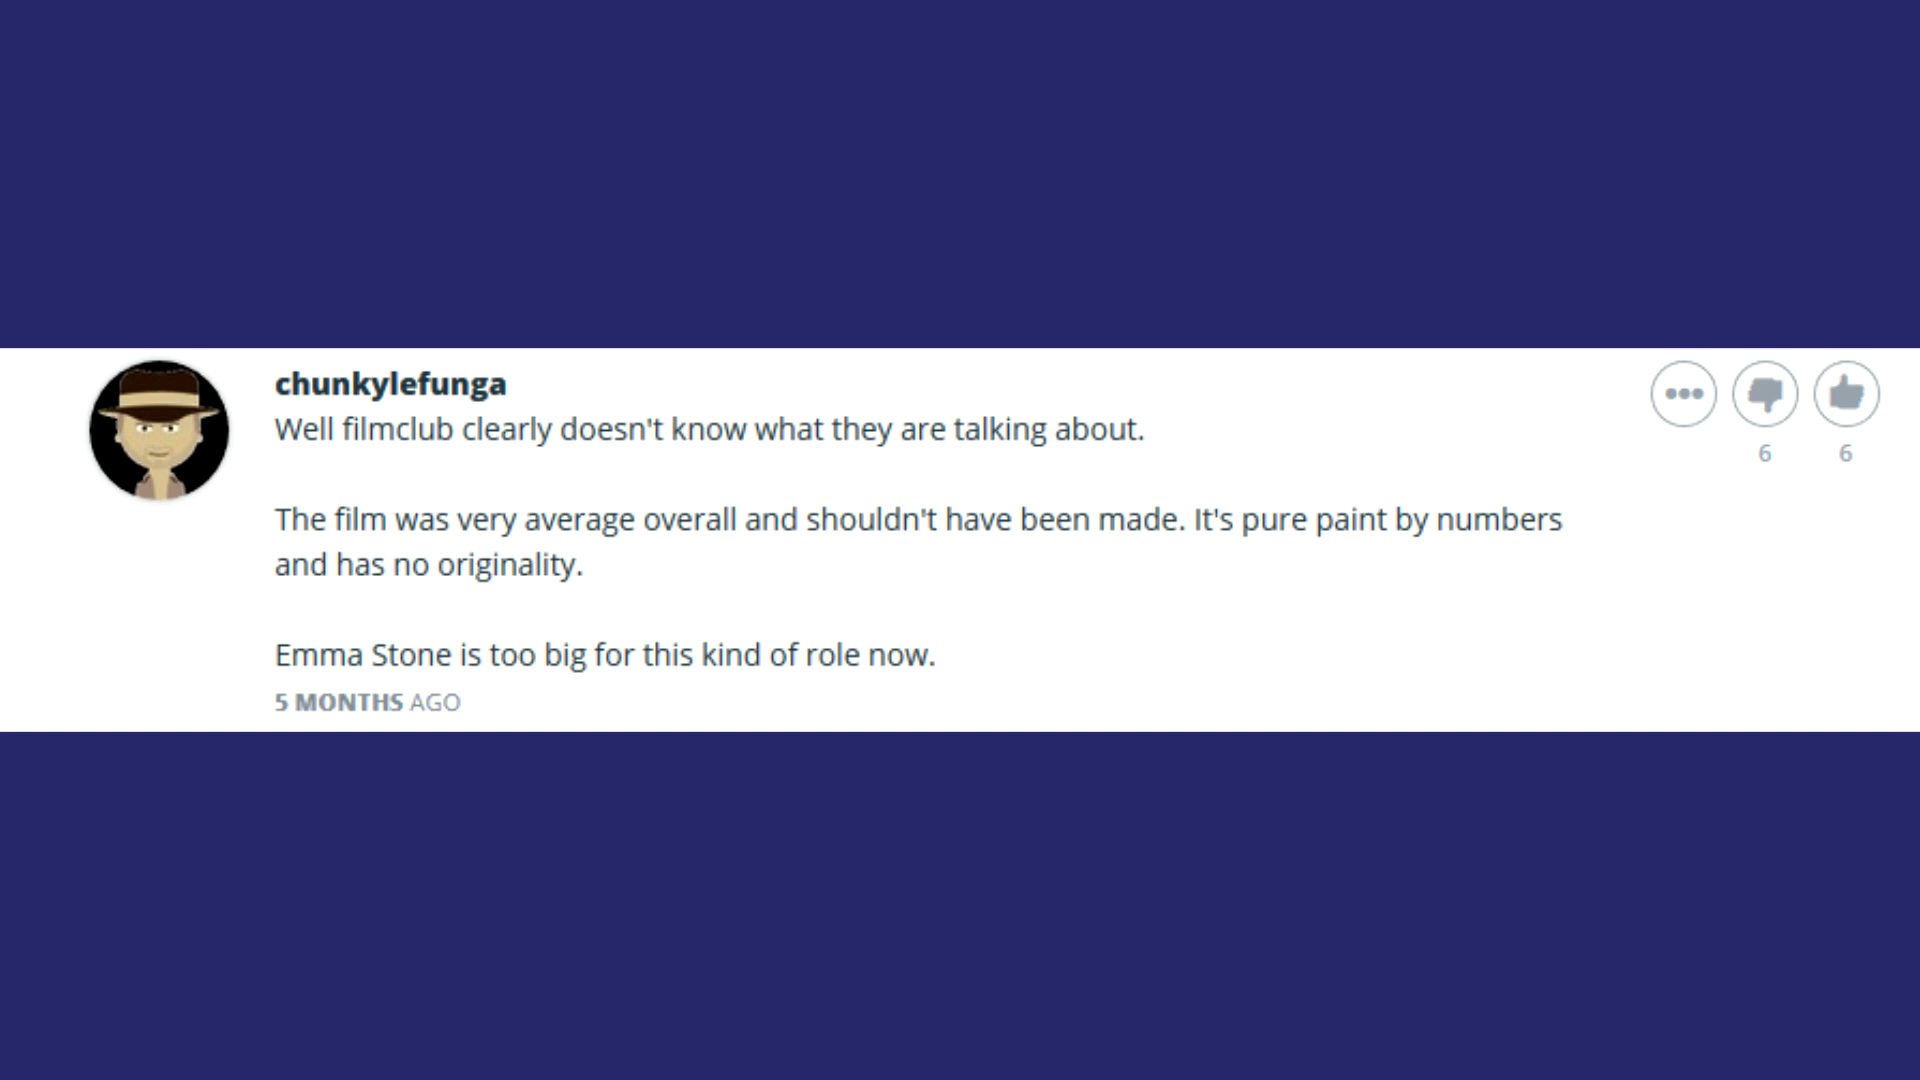 chunkylefunga
Well filmclub clearly doesn't know what they are talking about.
The film was very average overall and shouldn't have been made. It's pure paint by numbers
and has no originality.
Emma Stone is too big for this kind of role now.
5 MONTHS AGO
6
6